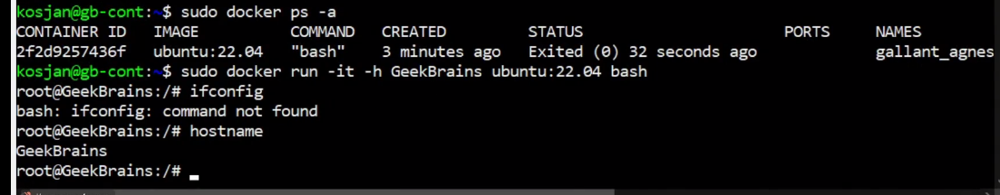 kosjan@gb-cont:~$ sudo docker ps -a
CONTAINER ID   IMAGE          COMMAND   CREATED         STATUS                      PORTS     NAMES
2f2d9257436f   ubuntu:22.04   "bash"    3 minutes ago   Exited (0) 32 seconds ago             gallant_agnes
kosjan@gb-cont:~$ sudo docker run -it -h GeekBrains ubuntu:22.04 bash
root@GeekBrains:/# ifconfig
bash: ifconfig: command not found
root@GeekBrains:/# hostname
GeekBrains
root@GeekBrains:/#